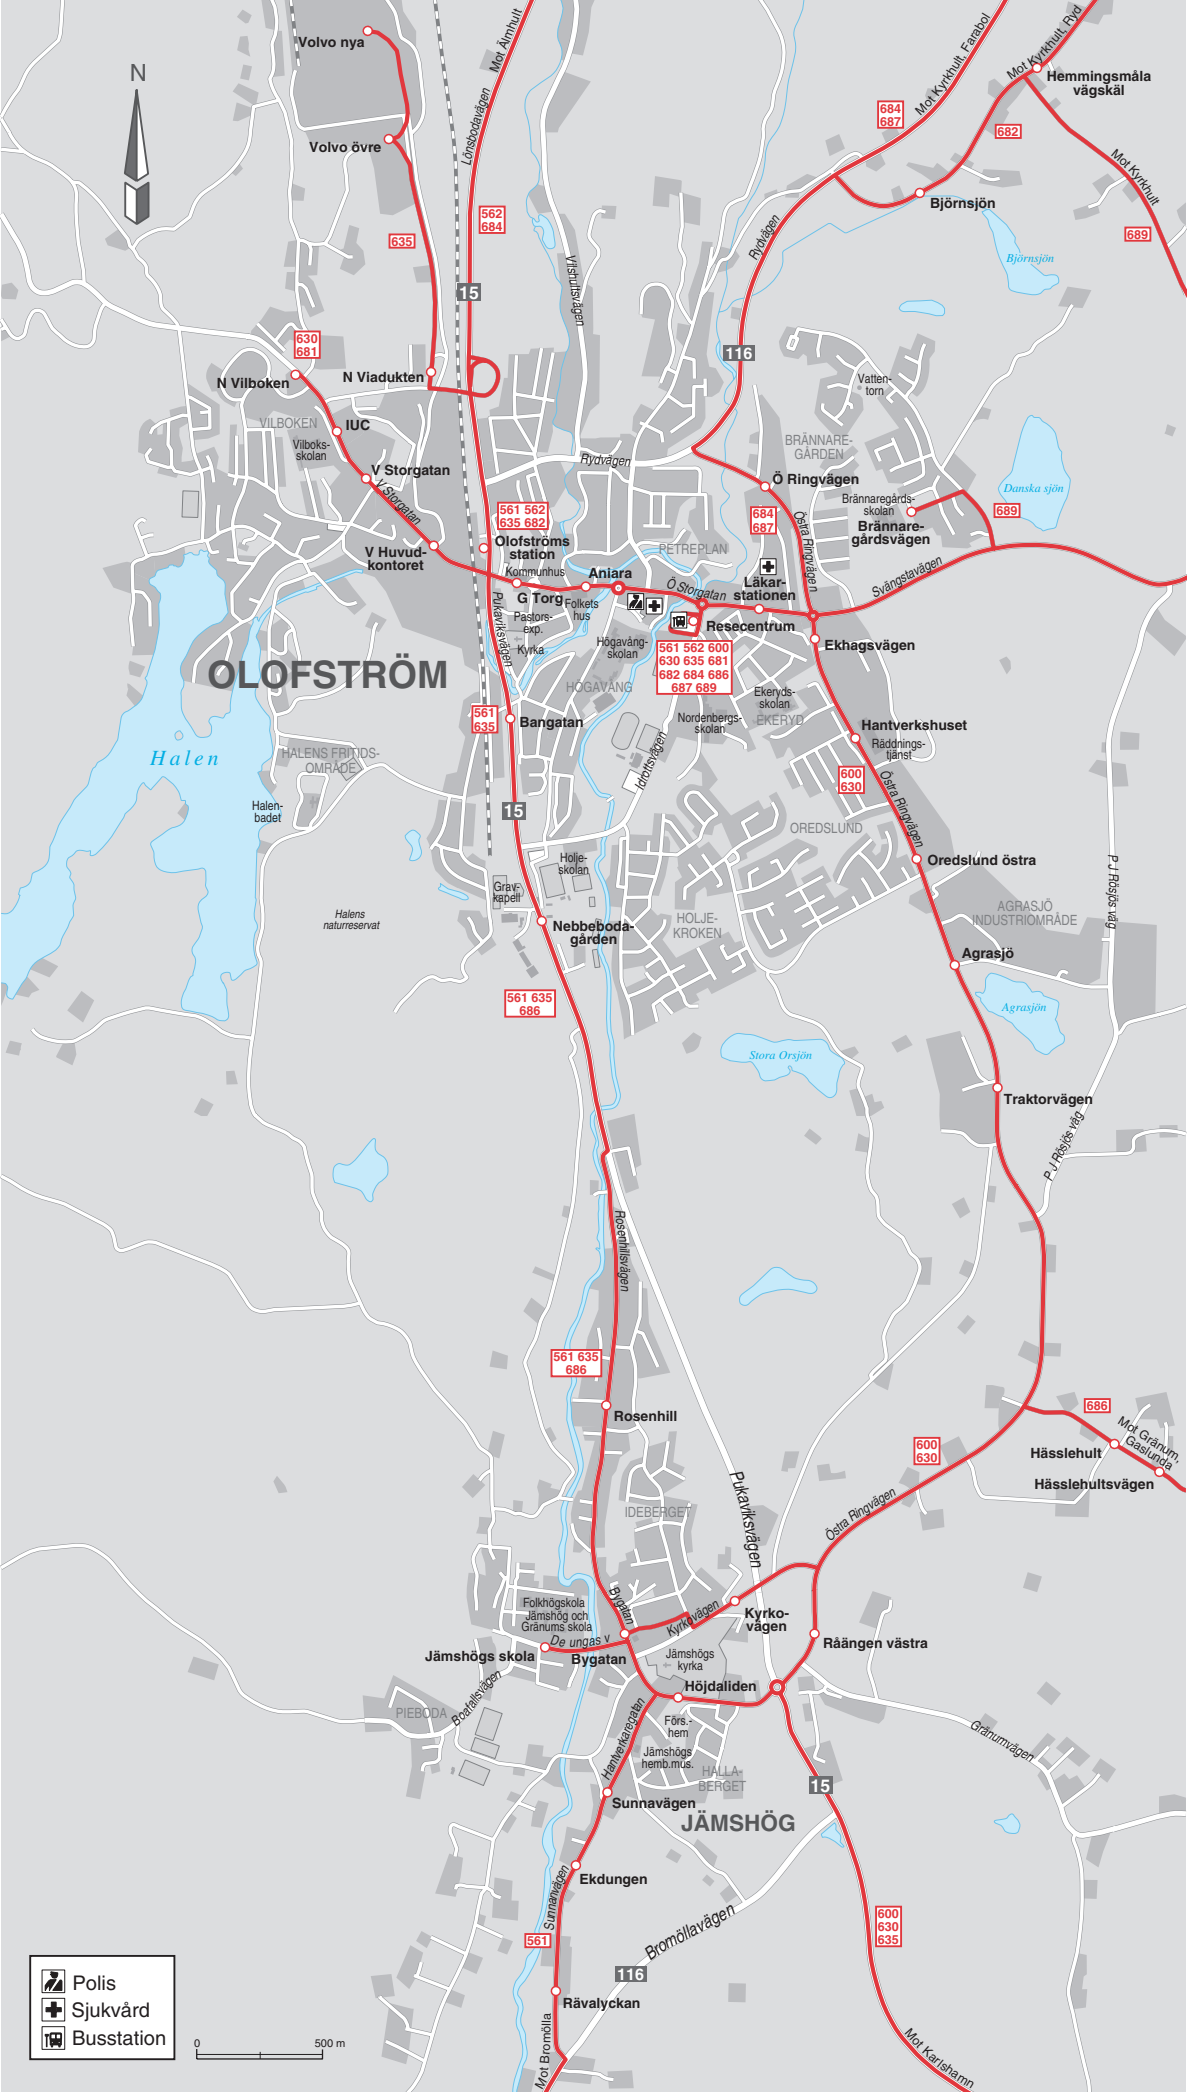 Volvo nya
Mot Älmhult
Mot Kyrkhult, Farabol
Mot Kyrkhult, Ryd
Hemmingsmåla
vägskäl
N
684
687
682
Volvo övre
Lönsbodavägen
Mot Kyrkhult
Björnsjön
562
684
635
Rydvägen
689
Björnsjön
Vilshultsvägen
15
630
681
116
N Vilboken
N Viadukten
Vatten-
torn
VILBOKEN
IUC
BRÄNNARE-
GÅRDEN
Vilboks-
skolan
V Storgatan
Rydvägen
Ö Ringvägen
Danska sjön
V Storgatan
561 562
635 682
684
687
Östra Ringvägen
Brännaregårds-
skolan
Brännare-
gårdsvägen
689
V Huvud-
kontoret
Olofströms
station
PETREPLAN
Kommunhus
Aniara
Ö Storgatan
Läkar-
stationen
Svängstavägen
G Torg
Folkets
hus
Pukaviksvägen
Pastors-
exp.
Kyrka
Högavång-
skolan
Resecentrum
Ekhagsvägen
OLOFSTRÖM
561 562 600
630 635 681
682 684 686
687 689
HÖGAVÅNG
Ekeryds-
skolan
EKERYD
Nordenbergs-
skolan
561
635
Bangatan
Hantverkshuset
Räddnings-
tjänst
Halen
HALENS FRITIDS-
OMRÅDE
Idrottsvägen
600
630
Östra Ringvägen
Halen-
badet
15
OREDSLUND
Holje-
skolan
Oredslund östra
P J Rösjös väg
Grav-
kapell
Halens
naturreservat
Nebbeboda-
gården
HOLJE-
KROKEN
AGRASJÖ
INDUSTRIOMRÅDE
Agrasjö
561 635
686
Agrasjön
Stora Orsjön
Traktorvägen
P J Rösjös väg
Rosenhillsvägen
561 635
686
Rosenhill
686
Mot Gränum,
Gaslunda
600
630
Hässlehult
Hässlehultsvägen
Pukaviksvägen
Östra Ringvägen
IDEBERGET
Folkhögskola
Jämshög och
Gränums skola
Bygatan
Kyrkovägen
Kyrko-
vägen
De ungas v
Råängen västra
Jämshögs skola
Bygatan
Jämshögs
kyrka
Höjdaliden
Boafallsvägen
PIEBODA
Hantverkaregatan
Förs.-
hem
Gränumvägen
Jämshögs
hemb.mus.
HALLA-
BERGET
15
Sunnavägen
JÄMSHÖG
Ekdungen
Sunnanvägen
561
Bromöllavägen
600
630
635
116
Polis
Sjukvård
Busstation
Rävalyckan
0
500 m
Mot Bromölla
Mot Karlshamn